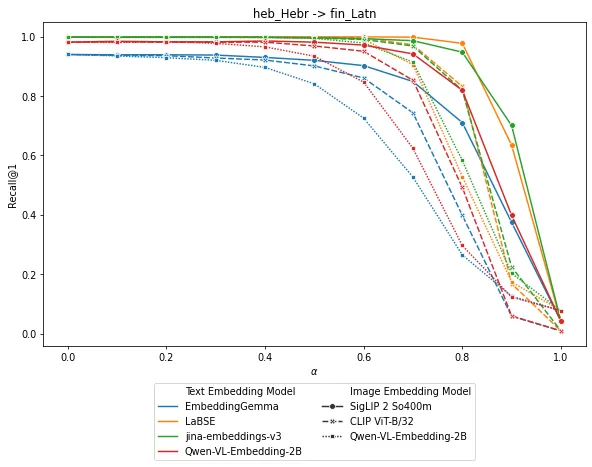 heb_Hebr -> fin_Latn
1.0
0.8
0.6
0.4
0.2
0.0
Recall@1
0.0 0.2 0.4 0.6 0.8 1.0
α
Text Embedding Model
EmbeddingGemma
LaBSE
jina-embeddings-v3
Qwen-VL-Embedding-2B
Image Embedding Model
SigLIP 2 So400m
CLIP ViT-B/32
Qwen-VL-Embedding-2B